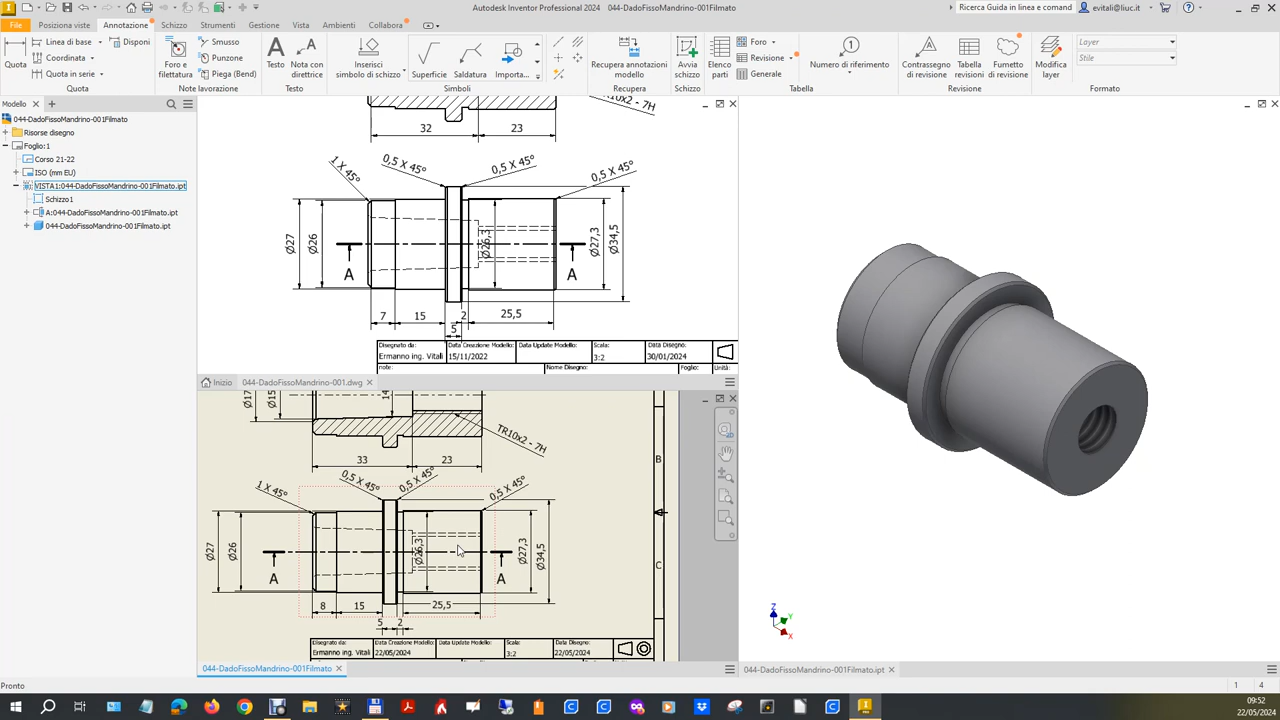 Autodesk Inventor Professional 2024 044-DadoFissoMandrino-001Filmato
Ricerca Guida in linea e comand
evitali@liuc.it
File Posizione viste Annotazione Schizzo Strumenti Gestione Vista Ambienti Collabora
Quota
Linea di base
Disponi
Coordinata
Quota in serie
Foro e filettatura
Smusso
Punzone
Piega (Bend)
Testo
Nota con direttrice
Inserisci simbolo di schizzo
Superficie
Saldatura
Importa...
Recupera annotazioni modello
Avvia schizzo
Elenco parti
Foro
Revisione
Generale
Numero di riferimento
Contrassegno di revisione
Tabella revisioni
Fumetto di revisione
Modifica layer
Layer
Stile
Quota Note lavorazione Testo Simboli Recupera Schizzo Tabella Revisione Formato
Modello
044-DadoFissoMandrino-001Filmato
Risorse disegno
Foglio:1
Corso 21-22
ISO (mm EU)
VISTA1:044-DadoFissoMandrino-001Filmato.ipt
Schizzo1
A:044-DadoFissoMandrino-001Filmato.ipt
044-DadoFissoMandrino-001Filmato.ipt
R10x2 - 7H
32 23
1 X 45°
0,5 X 45°
0,5 X 45°
0,5 X 45°
Ø27
Ø26
Ø26,3
Ø27,3
Ø34,5
A A
7 15 2 25,5
5
Disegnato da: Data Creazione Modello: Data Update Modello: Scala: Data Disegno:
Ermanno ing. Vitali 15/11/2022 3:2 30/01/2024
note: Nome Disegno: Foglio: Unità:
Inizio 044-DadoFissoMandrino-001.dwg
Ø17
Ø15
14
TR10x2 - 7H
33 23
B
1 X 45°
0,5 X 45°
0,5 X 45°
0,5 X 45°
Ø27
Ø26
Ø26,3
Ø27,3
Ø34,5
A A
C
8 15 25,5
5 2
Disegnato da: Data Creazione Modello: Data Update Modello: Scala: Data Disegno:
Ermanno ing. Vitali 22/05/2024 3:2 22/05/2024
044-DadoFissoMandrino-001Filmato
Z
Y
X
044-DadoFissoMandrino-001Filmato.ipt
Pronto
1 4
09:52
22/05/2024